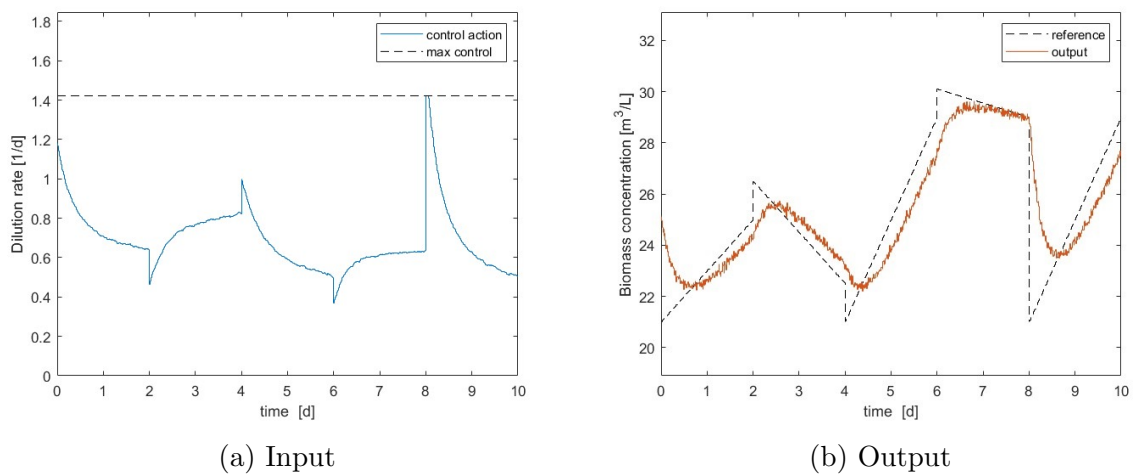 1.8
1.6
1.4
1.2
1
0.8
0.6
0.4
0.2
0
0 1 2 3 4 5 6 7 8 9 10
Dilution rate [1/d]
time [d]
control action
max control
(a) Input
32
30
28
26
24
22
20
0 1 2 3 4 5 6 7 8 9 10
Biomass concentration [m³/L]
time [d]
reference
output
(b) Output